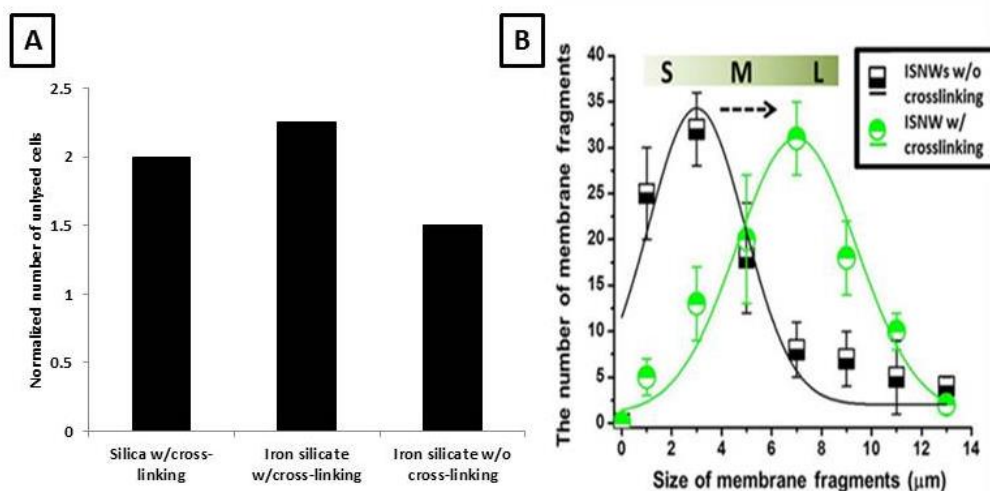 A
Normalized number of unlysed cells
2.5
2
1.5
1
0.5
0
Silica w/cross-
linking
Iron silicate
w/cross-linking
Iron silicate w/o
cross-linking
B
The number of membrane fragments
40
35
30
25
20
15
10
5
0
S M L
ISNWs w/o
crosslinking
ISNW w/
crosslinking
0 2 4 6 8 10 12 14
Size of membrane fragments (μm)